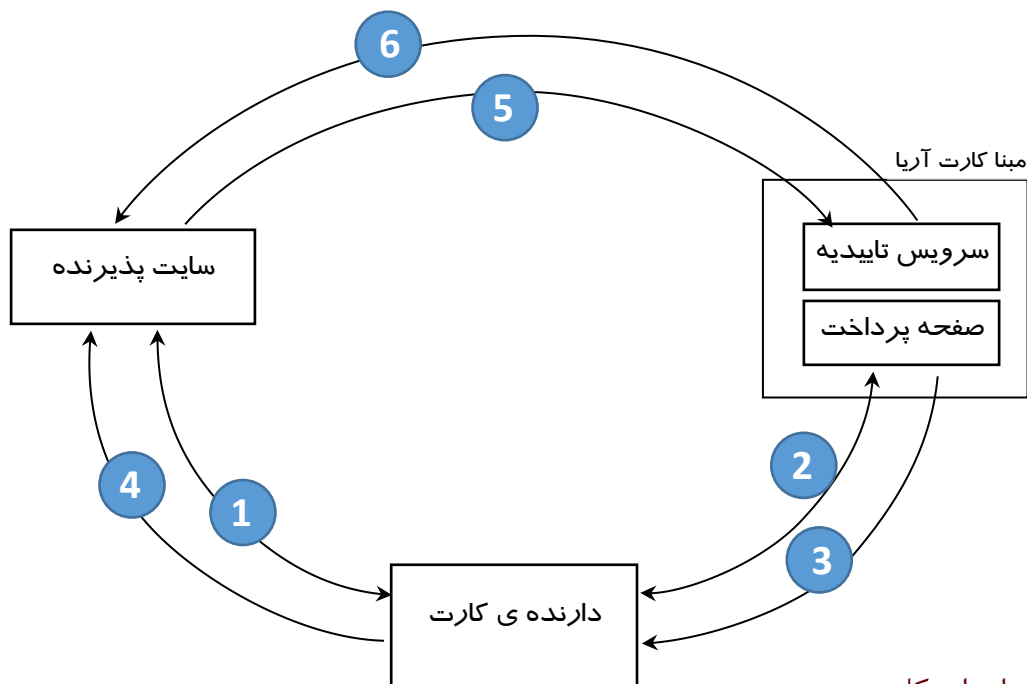 6
5
مبنا کارت آریا
سرویس تاییدیه
سایت پذیرنده
صفحه پرداخت
2
4
1
3
دارنده ی کارت